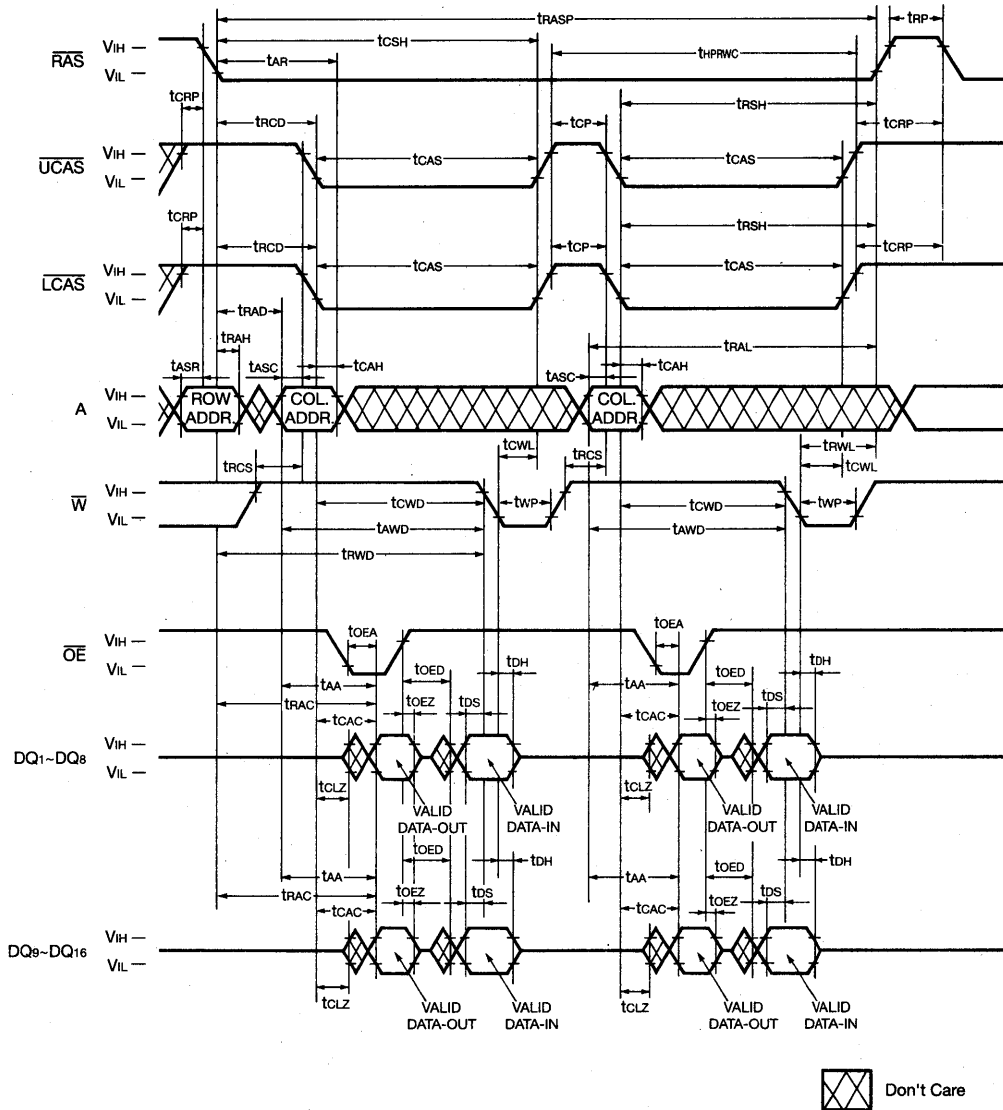 tRASP
tRP
tCSH
tHPRWC
VIH
RAS
VIL
tAR
tRSH
tCRP
tRCD
tCP
tCRP
VIH
UCAS
VIL
tCAS
tCAS
tCRP
tRSH
tRCD
tCP
tCRP
VIH
LCAS
VIL
tCAS
tCAS
tRAD
tRAH
tRAL
tASR
tASC
tCAH
tASC
tCAH
VIH
A
VIL
ROW
ADDR.
COL.
ADDR
COL.
ADDR
tCWL
tRWL
tRCS
tRCS
tCWL
VIH
W
VIL
tCWD
tWP
tCWD
tWP
tAWD
tAWD
tRWD
VIH
OE
VIL
tOEA
tOEA
tDH
tDH
tAA
tOED
tAA
tOED
tRAC
tOEZ
tDS
tOEZ
tDS
tCAC
tCAC
VIH
DQ1~DQ8
VIL
tCLZ
tCLZ
VALID
DATA-OUT
VALID
DATA-IN
VALID
DATA-OUT
VALID
DATA-IN
tOED
tDH
tOED
tDH
tAA
tAA
tRAC
tOEZ
tDS
tOEZ
tDS
tCAC
tCAC
VIH
DQ9~DQ16
VIL
tCLZ
tCLZ
VALID
DATA-OUT
VALID
DATA-IN
VALID
DATA-OUT
VALID
DATA-IN
Don't Care